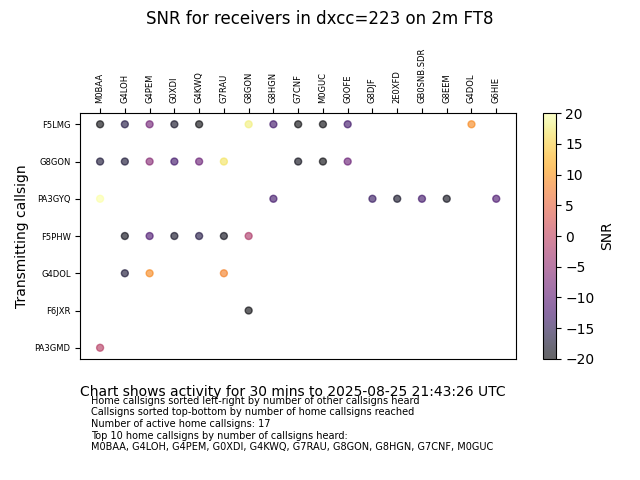 SNR for receivers in dxcc=223 on 2m FT8
M0BAA G4LOH G4PEM G0XDI G4KWQ G7RAU G8GON G8HGN G7CNF M0GUC G0OFE G8DJF 2E0XFD GB0SNB.SDR G8EEM G4DOL G6HIE
Transmitting callsign
F5LMG
G8GON
PA3GYQ
F5PHW
G4DOL
F6JXR
PA3GMD
20
15
10
5
0
−5
−10
−15
−20
SNR
Chart shows activity for 30 mins to 2025-08-25 21:43:26 UTC
Home callsigns sorted left-right by number of other callsigns heard
Callsigns sorted top-bottom by number of home callsigns reached
Number of active home callsigns: 17
Top 10 home callsigns by number of callsigns heard:
M0BAA, G4LOH, G4PEM, G0XDI, G4KWQ, G7RAU, G8GON, G8HGN, G7CNF, M0GUC